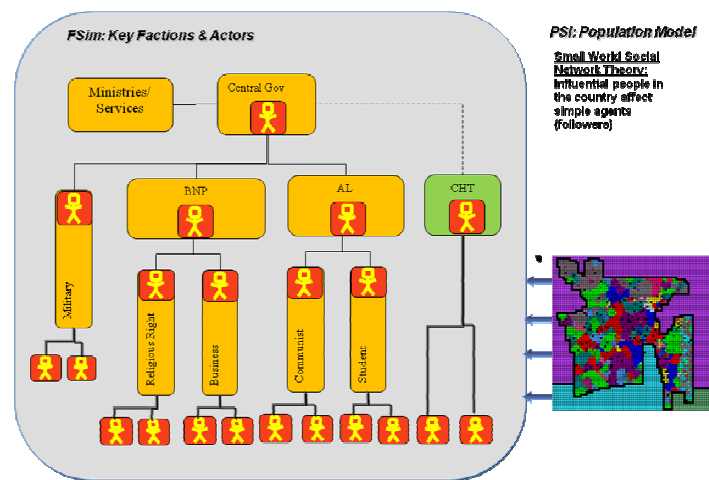 FSim: Key Factions & Actors
PSI: Population Model
Small World Social
Network Theory:
Influential people in
the country affect
simple agents
(followers)
Ministries/
Services
Central Gov
BNP
AL
CHT
Military
Religious Right
Business
Communist
Student